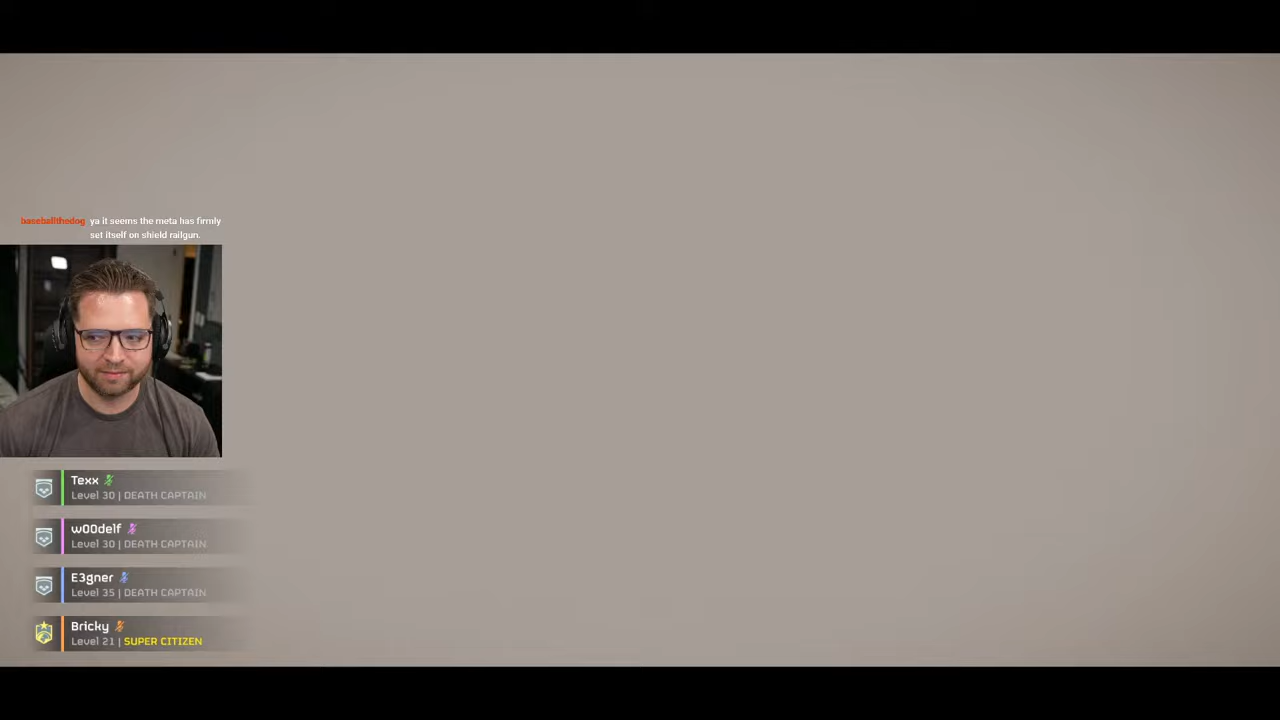 baseballthedog ya it seems the meta has firmly
set itself on shield railgun.
Texx
Level 30 | DEATH CAPTAIN
w00delf
Level 30 | DEATH CAPTAIN
E3gner
Level 35 | DEATH CAPTAIN
Bricky
Level 21 | SUPER CITIZEN